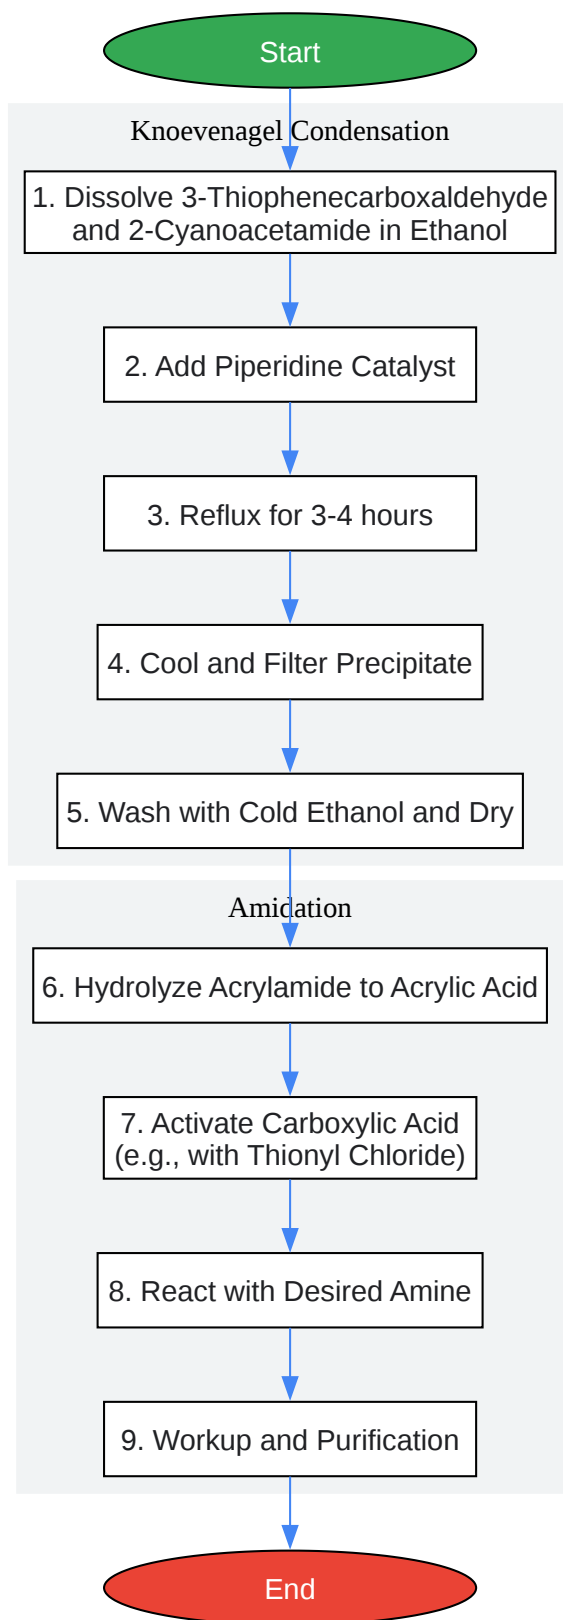 Start
Knoevenagel Condensation
1. Dissolve 3-Thiophenecarboxaldehyde
and 2-Cyanoacetamide in Ethanol
2. Add Piperidine Catalyst
3. Reflux for 3-4 hours
4. Cool and Filter Precipitate
5. Wash with Cold Ethanol and Dry
Amidation
6. Hydrolyze Acrylamide to Acrylic Acid
7. Activate Carboxylic Acid
(e.g., with Thionyl Chloride)
8. React with Desired Amine
9. Workup and Purification
End